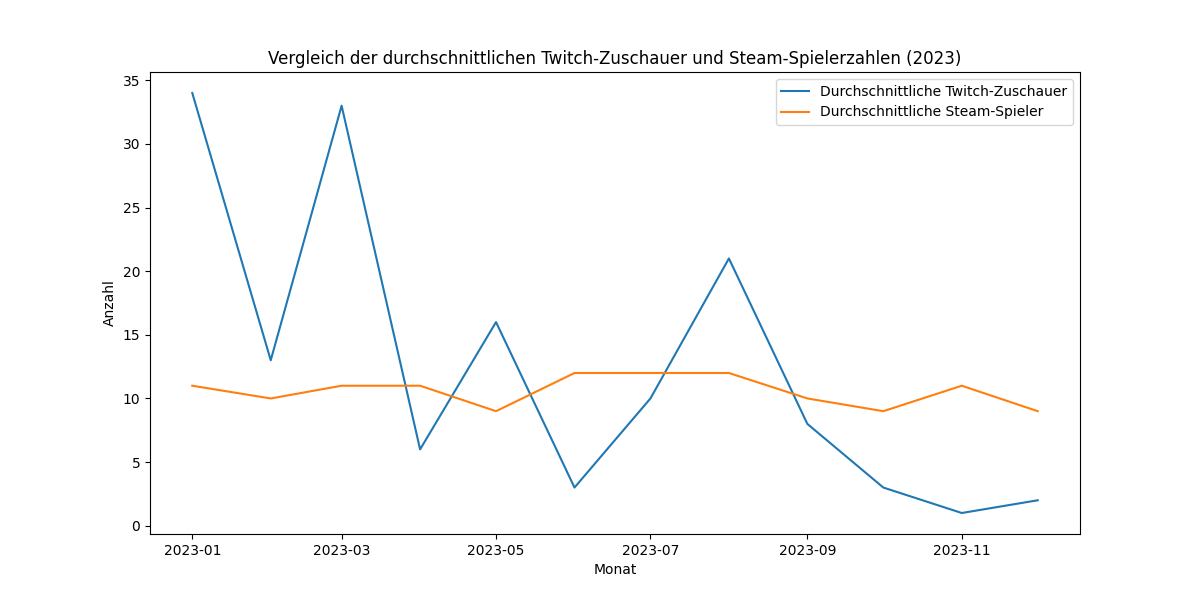 Vergleich der durchschnittlichen Twitch-Zuschauer und Steam-Spielerzahlen (2023)
Durchschnittliche Twitch-Zuschauer
Durchschnittliche Steam-Spieler
Anzahl
35
30
25
20
15
10
5
0
2023-01 2023-03 2023-05 2023-07 2023-09 2023-11
Monat